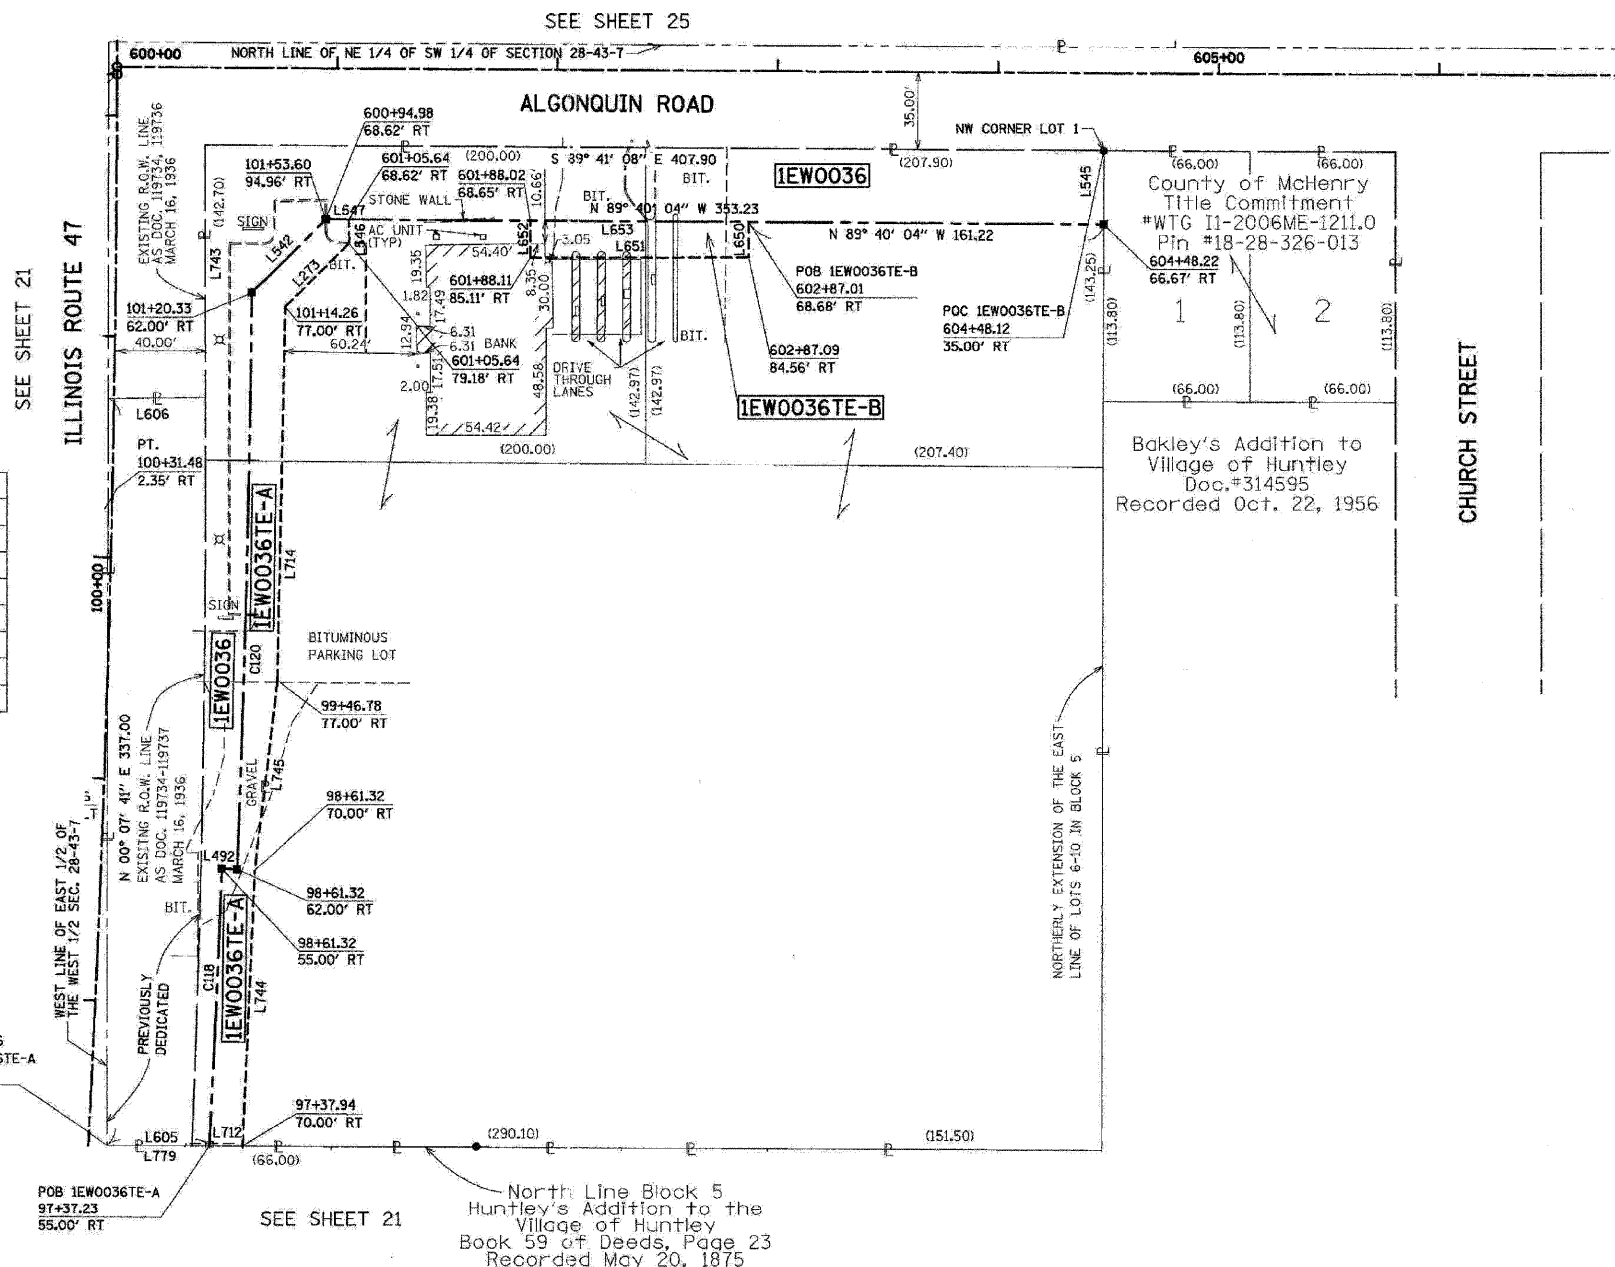 SEE SHEET 25
600+00
NORTH LINE OF NE 1/4 OF SW 1/4 OF SECTION 28-43-7
605+00
ALGONQUIN ROAD
35.00'
NW CORNER LOT 1
EXISTING R.O.W. LINE
AS DOC. 119734, 119736
MARCH 16, 1936
600+94.98
68.62' RT
101+53.60
94.96' RT
601+05.64
68.62' RT
(200.00)
S 89° 41' 08" E 407.90
601+88.02
68.65' RT
10.66
BIT.
BIT.
1EW0036
(207.90)
(66.00)
(66.00)
L545
County of McHenry
Title Commitment
#WTG 11-2006ME-1211.0
Pin #18-28-326-013
(142.70)
SIGN
STONE WALL
N 89° 40' 04" W 353.23
L547
L546
AC UNIT
(TYP)
L652
L653
L651
L650
3.05
54.40'
N 89° 40' 04" W 161.22
L743
L542
L273
BIT.
19.35
8.35
30.00
601+88.11
85.11' RT
POB 1EW0036TE-B
602+87.01
68.68' RT
604+48.22
66.67' RT
(143.25)
POC 1EW0036TE-B
604+48.12
35.00' RT
101+20.33
62.00' RT
40.00'
101+14.26
77.00' RT
60.24'
1.82
17.49
12.94
6.31
6.31
BANK
601+05.64
79.18' RT
2.00
17.51
19.38
48.58
54.42
DRIVE
THROUGH
LANES
BIT.
602+87.09
84.56' RT
1EW0036TE-B
(142.97)
(142.97)
(113.80)
1
(113.80)
2
(113.80)
(66.00)
(66.00)
SEE SHEET 21
ILLINOIS ROUTE 47
L606
PT.
100+31.48
2.35' RT
(200.00)
(207.40)
Bakley's Addition to
Village of Huntley
Doc.#314595
Recorded Oct. 22, 1956
CHURCH STREET
100+00
1EW0036TE-A
L714
SIGN
1EW0036
C120
BITUMINOUS
PARKING LOT
99+46.78
77.00' RT
N 00° 07' 41" E 337.00
EXISITNG R.O.W. LINE
AS DOC. 119734-119737
MARCH 16, 1936
GRAVEL
L745
98+61.32
70.00' RT
L492
98+61.32
62.00' RT
98+61.32
55.00' RT
BIT.
WEST LINE OF EAST 1/2 OF
THE WEST 1/2 SEC. 28-43-7
NORTHERLY EXTENSION OF THE EAST
LINE OF LOTS 6-10 IN BLOCK 5
PREVIOUSLY
DEDICATED
C118
1EW0036TE-A
L744
97+37.94
70.00' RT
L605
L779
L712
(66.00)
(290.10)
(151.50)
POB 1EW0036TE-A
97+37.23
55.00' RT
SEE SHEET 21
North Line Block 5
Huntley's Addition to the
Village of Huntley
Book 59 of Deeds, Page 23
Recorded May 20, 1875